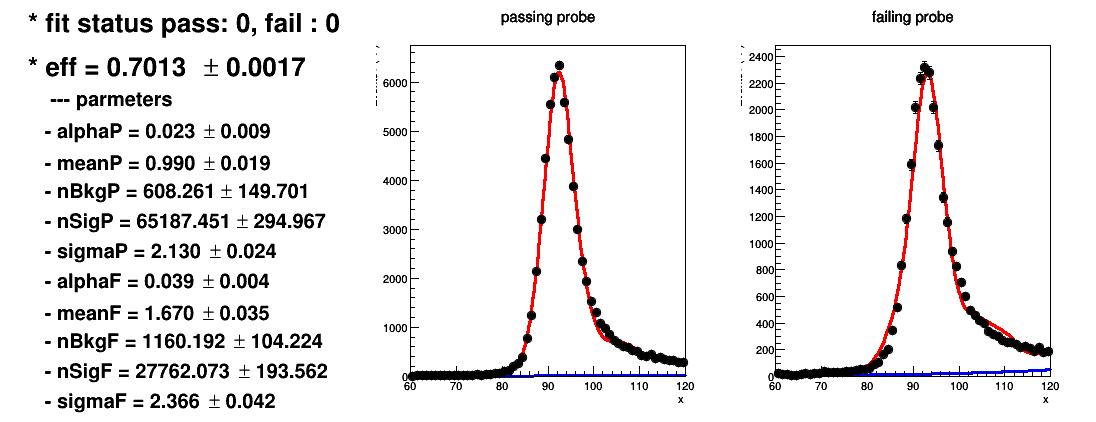 * fit status pass: 0, fail : 0
* eff = 0.7013 ± 0.0017
--- parmeters
- alphaP = 0.023 ± 0.009
- meanP = 0.990 ± 0.019
- nBkgP = 608.261 ± 149.701
- nSigP = 65187.451 ± 294.967
- sigmaP = 2.130 ± 0.024
- alphaF = 0.039 ± 0.004
- meanF = 1.670 ± 0.035
- nBkgF = 1160.192 ± 104.224
- nSigF = 27762.073 ± 193.562
- sigmaF = 2.366 ± 0.042
passing probe
6000
5000
4000
3000
2000
1000
0
60 70 80 90 100 110 120
x
failing probe
2400
2200
2000
1800
1600
1400
1200
1000
800
600
400
200
0
60 70 80 90 100 110 120
x